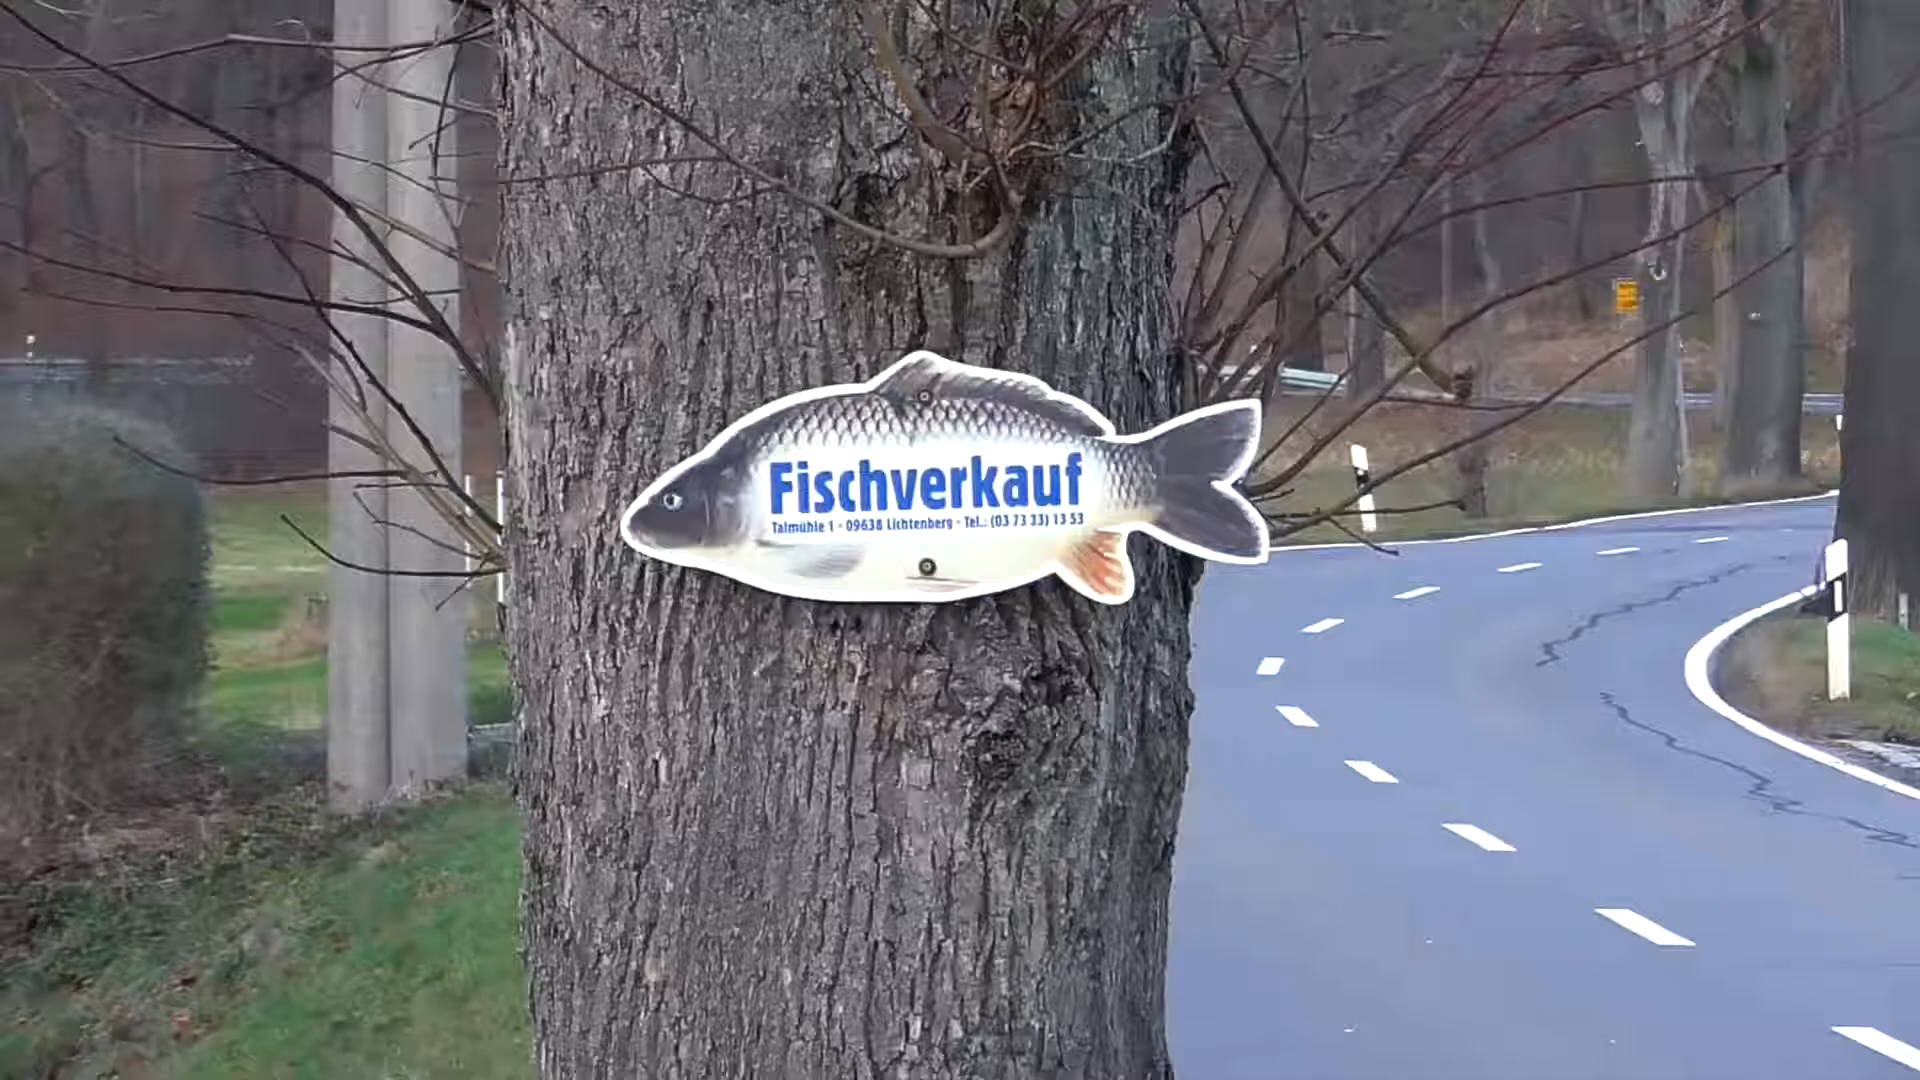 Fischverkauf
Talmühle 1 - 09638 Lichtenberg - Tel.: (03 73 23) 13 53